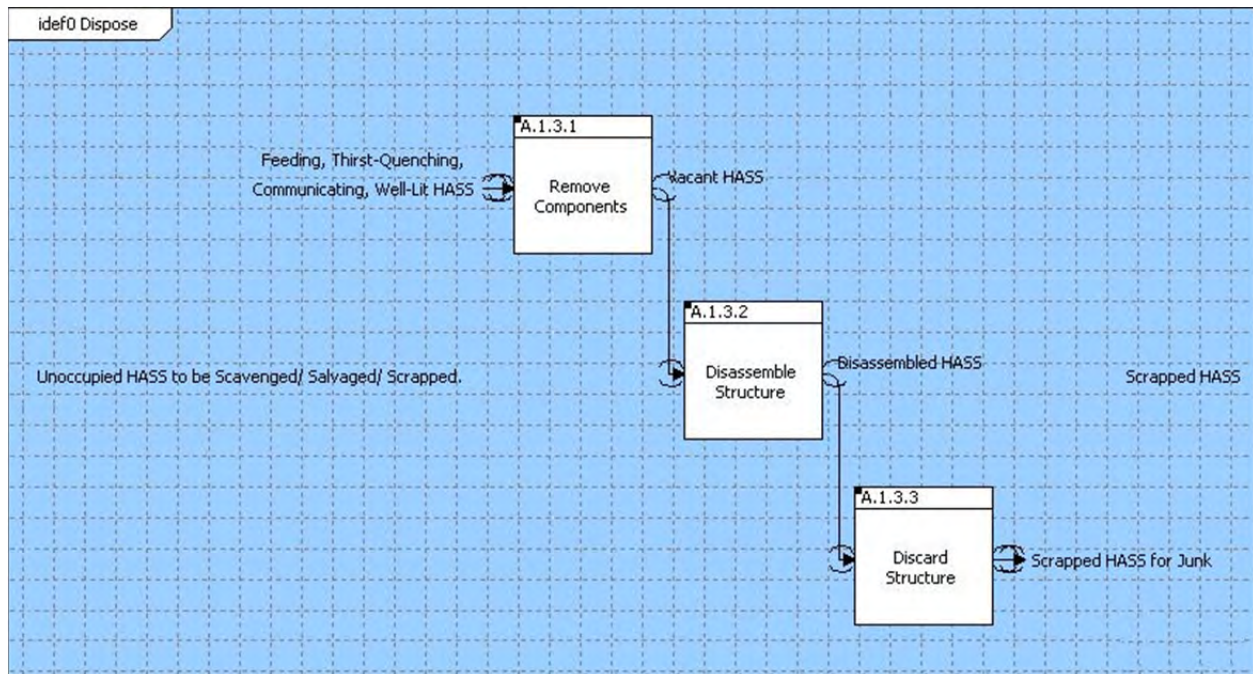 idef0 Dispose
A.1.3.1
Feeding, Thirst-Quenching,
Communicating, Well-Lit HASS
Remove
Components
Vacant HASS
A.1.3.2
Unoccupied HASS to be Scavenged/ Salvaged/ Scrapped.
Disassemble
Structure
Disassembled HASS
Scrapped HASS
A.1.3.3
Discard
Structure
Scrapped HASS for Junk